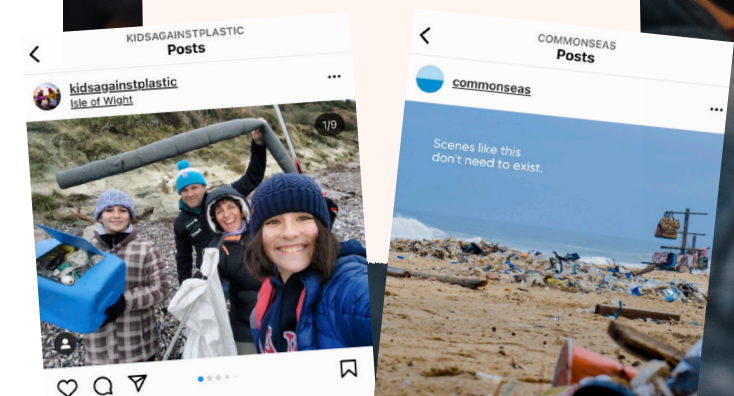 KIDSAGAINSTPLASTIC
Posts
kidsagainstplastic
Isle of Wight
1/9
COMMONSEAS
Posts
commonseas
Scenes like this
don't need to exist.